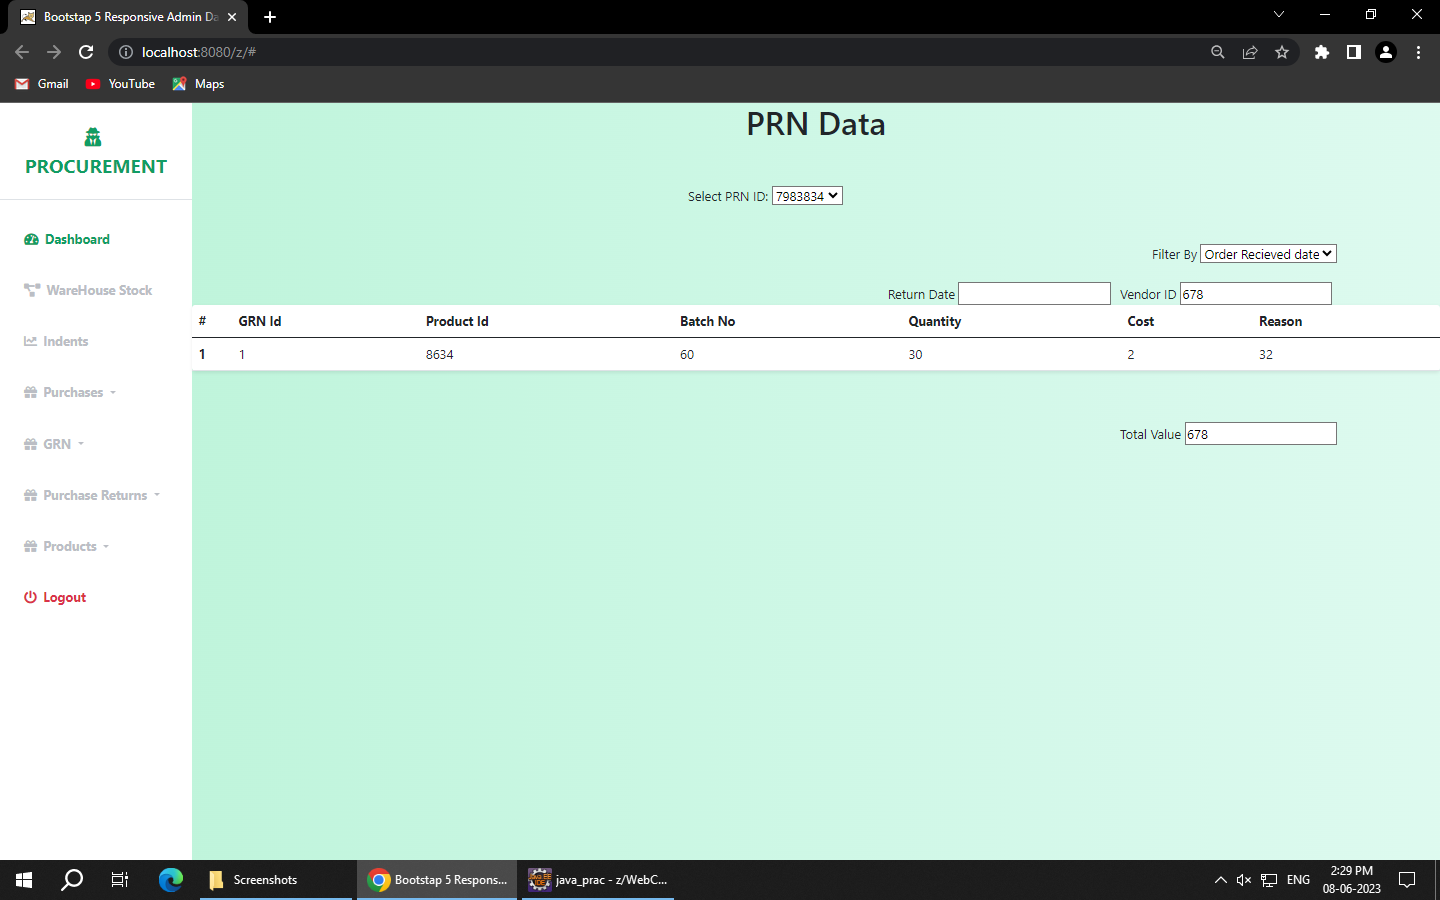 Bootstap 5 Responsive Admin Da
localhost:8080/z/#
Gmail YouTube Maps
PROCUREMENT
Dashboard
WareHouse Stock
Indents
Purchases
GRN
Purchase Returns
Products
Logout
PRN Data
Select PRN ID: 7983834
Filter By Order Recieved date
Return Date Vendor ID 678
# GRN Id Product Id Batch No Quantity Cost Reason
1 1 8634 60 30 2 32
Total Value 678
Screenshots Bootstap 5 Respons... java_prac - z/WebC... ENG 2:29 PM
08-06-2023